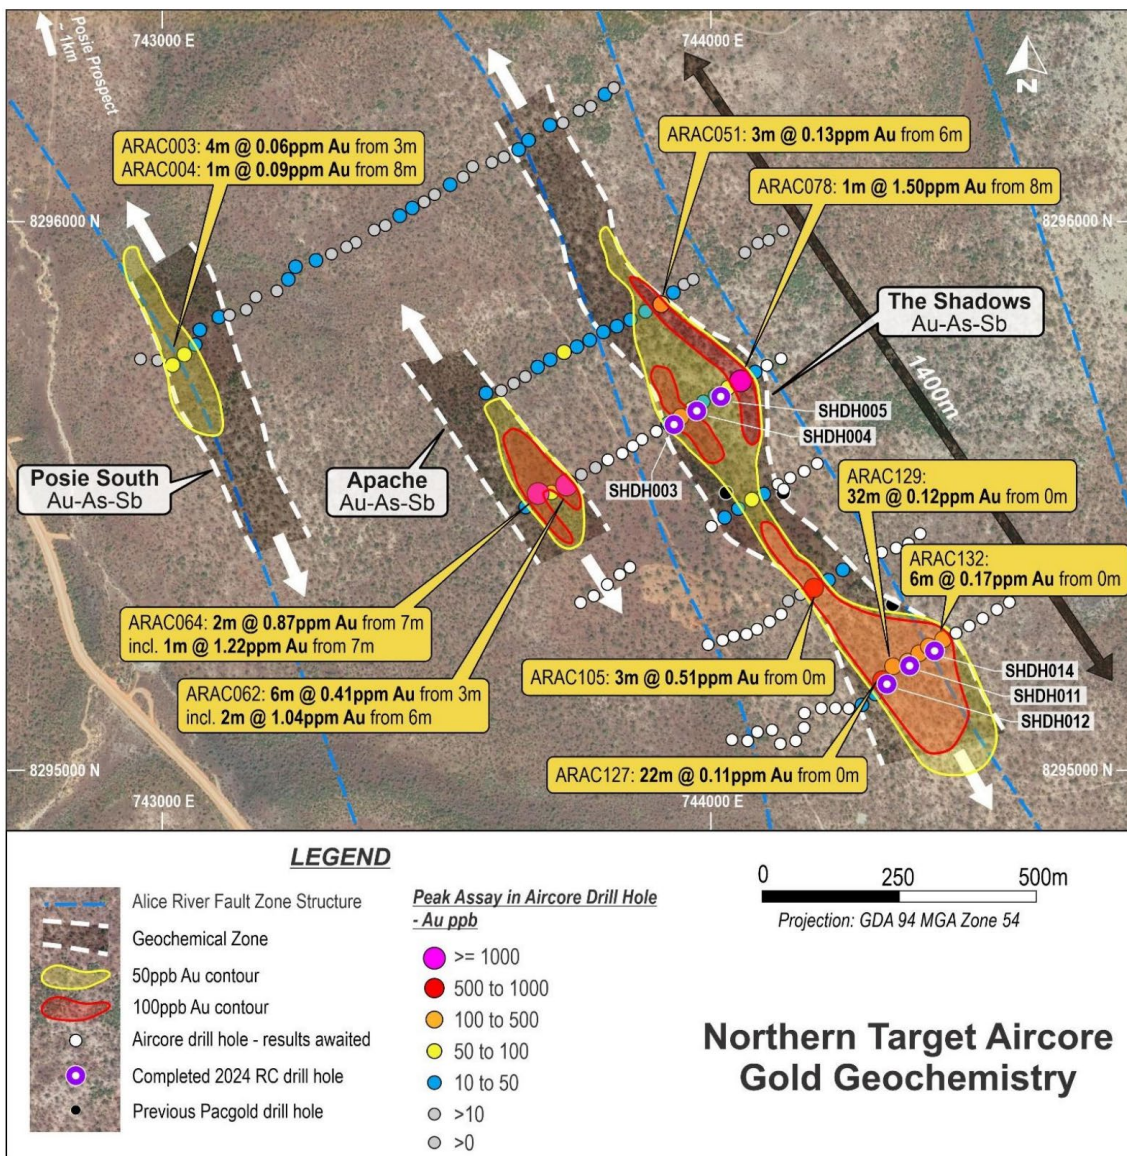 743000 E
744000 E
Posie Prospect
~ 1km
N
ARAC003: 4m @ 0.06ppm Au from 3m
ARAC004: 1m @ 0.09ppm Au from 8m
ARAC051: 3m @ 0.13ppm Au from 6m
ARAC078: 1m @ 1.50ppm Au from 8m
8296000 N
8296000 N
The Shadows
Au-As-Sb
1400m
SHDH005
SHDH004
SHDH003
Posie South
Au-As-Sb
Apache
Au-As-Sb
ARAC129:
32m @ 0.12ppm Au from 0m
ARAC132:
6m @ 0.17ppm Au from 0m
ARAC064: 2m @ 0.87ppm Au from 7m
incl. 1m @ 1.22ppm Au from 7m
ARAC062: 6m @ 0.41ppm Au from 3m
incl. 2m @ 1.04ppm Au from 6m
ARAC105: 3m @ 0.51ppm Au from 0m
SHDH014
SHDH011
SHDH012
ARAC127: 22m @ 0.11ppm Au from 0m
8295000 N
8295000 N
743000 E
744000 E
LEGEND
Alice River Fault Zone Structure
Geochemical Zone
50ppb Au contour
100ppb Au contour
Aircore drill hole - results awaited
Completed 2024 RC drill hole
Previous Pacgold drill hole
Peak Assay in Aircore Drill Hole
- Au ppb
>= 1000
500 to 1000
100 to 500
50 to 100
10 to 50
>10
>0
0 250 500m
Projection: GDA 94 MGA Zone 54
Northern Target Aircore
Gold Geochemistry